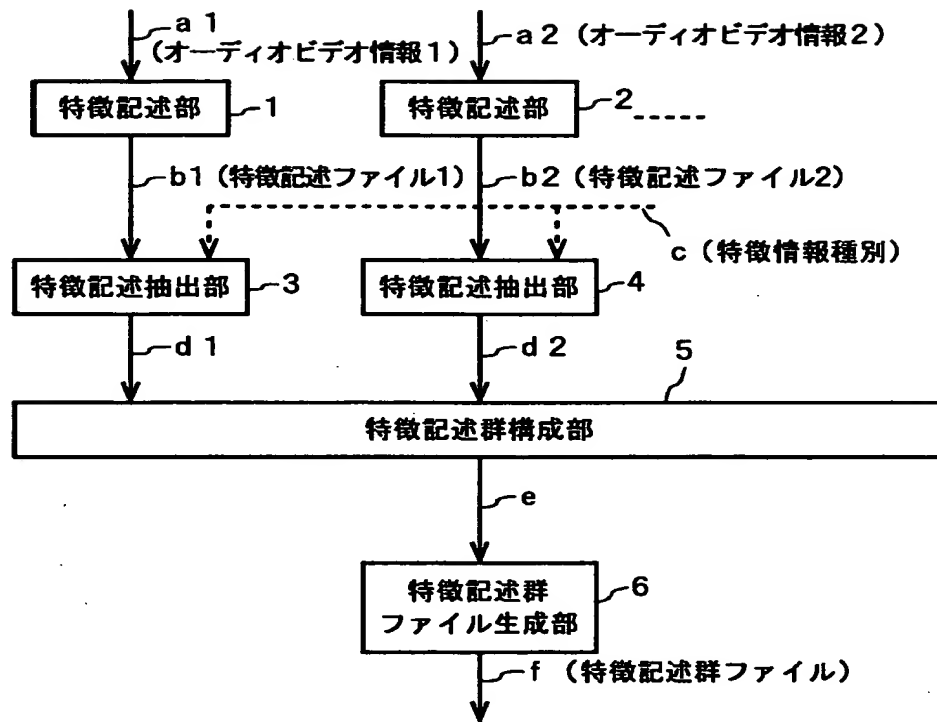 a1
(オーディオビデオ情報1)
a2 (オーディオビデオ情報2)
特徴記述部
1
特徴記述部
2
b1 (特徴記述ファイル1)
b2 (特徴記述ファイル2)
c (特徴情報種別)
特徴記述抽出部
3
特徴記述抽出部
4
d1
d2
5
特徴記述群構成部
e
特徴記述群
ファイル生成部
6
f (特徴記述群ファイル)